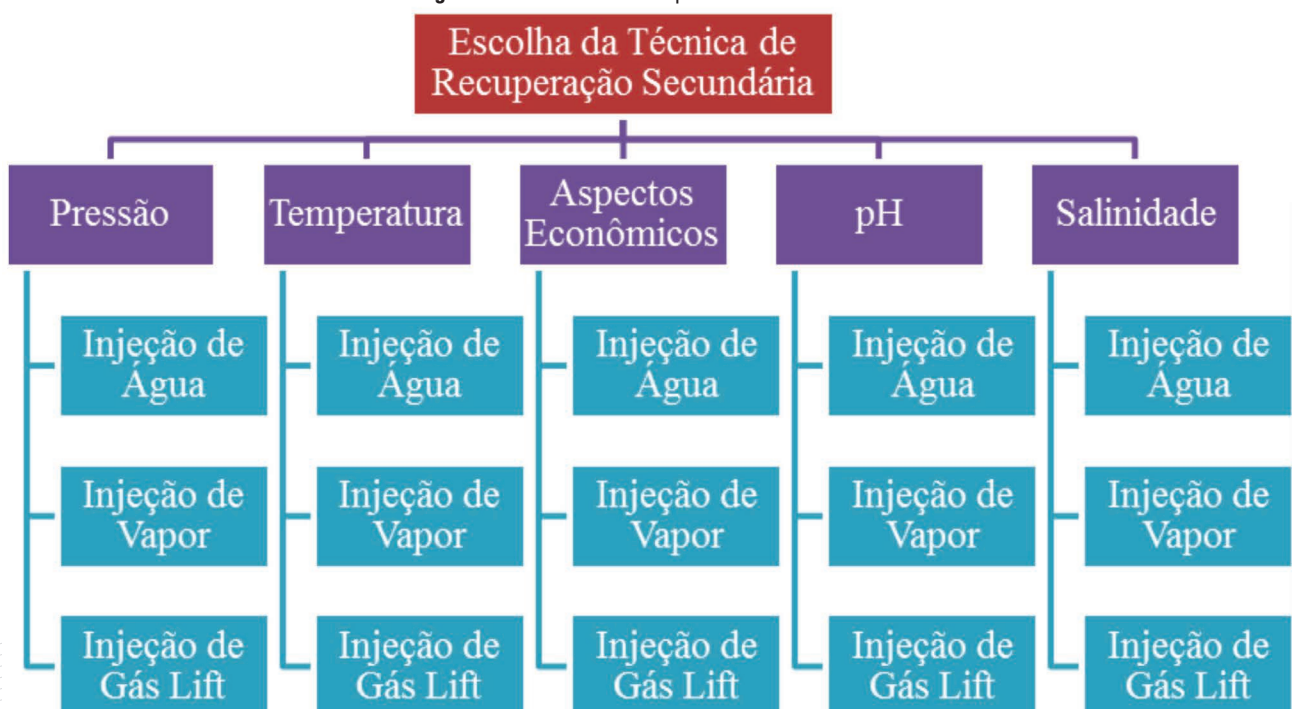 Escolha da Técnica de
Recuperação Secundária
Pressão
Temperatura
Aspectos
Econômicos
pH
Salinidade
Injeção de
Água
Injeção de
Água
Injeção de
Água
Injeção de
Água
Injeção de
Água
Injeção de
Vapor
Injeção de
Vapor
Injeção de
Vapor
Injeção de
Vapor
Injeção de
Vapor
Injeção de
Gás Lift
Injeção de
Gás Lift
Injeção de
Gás Lift
Injeção de
Gás Lift
Injeção de
Gás Lift